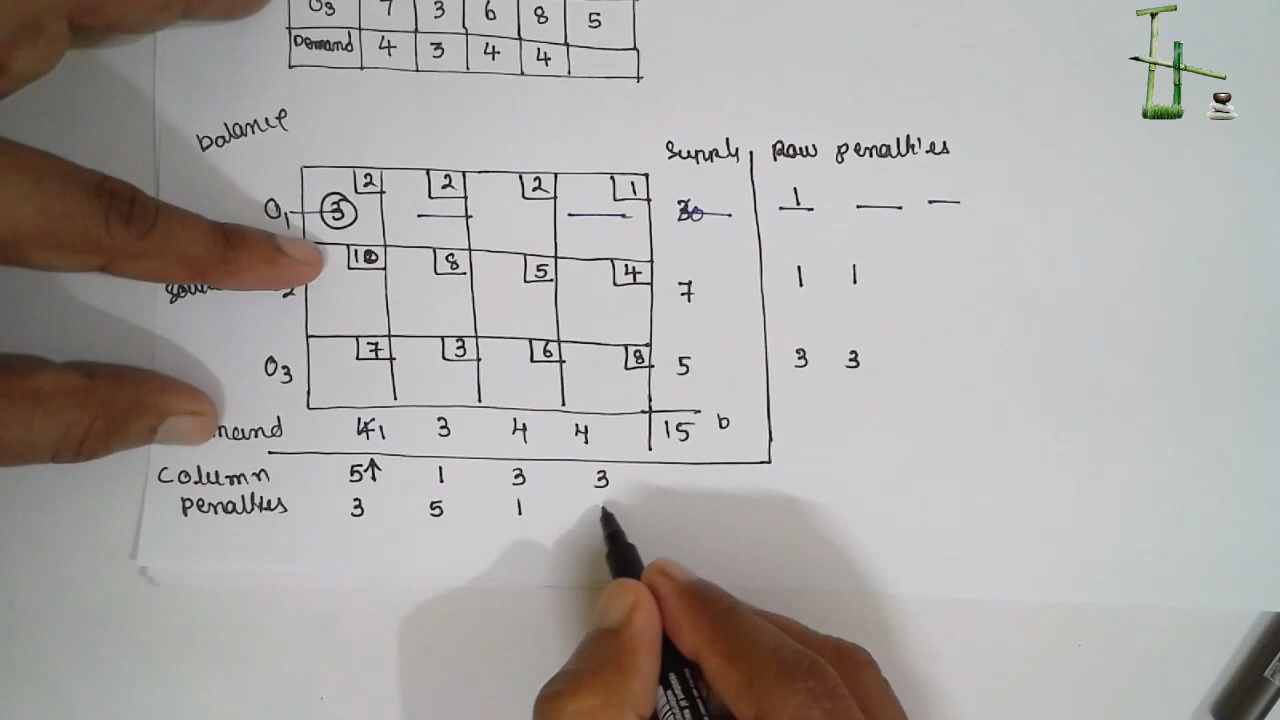 O3 7 3 6 8 5
Demand 4 3 4 4
balance
Supply Row penalties
2 2 2 1
O1 3 1
10 8 5 4
7 1 1
7 3 6 8
O3 5 3 3
mand 4 1 3 4 4 15 b
Column 5↑ 1 3 3
penalties 3 5 1